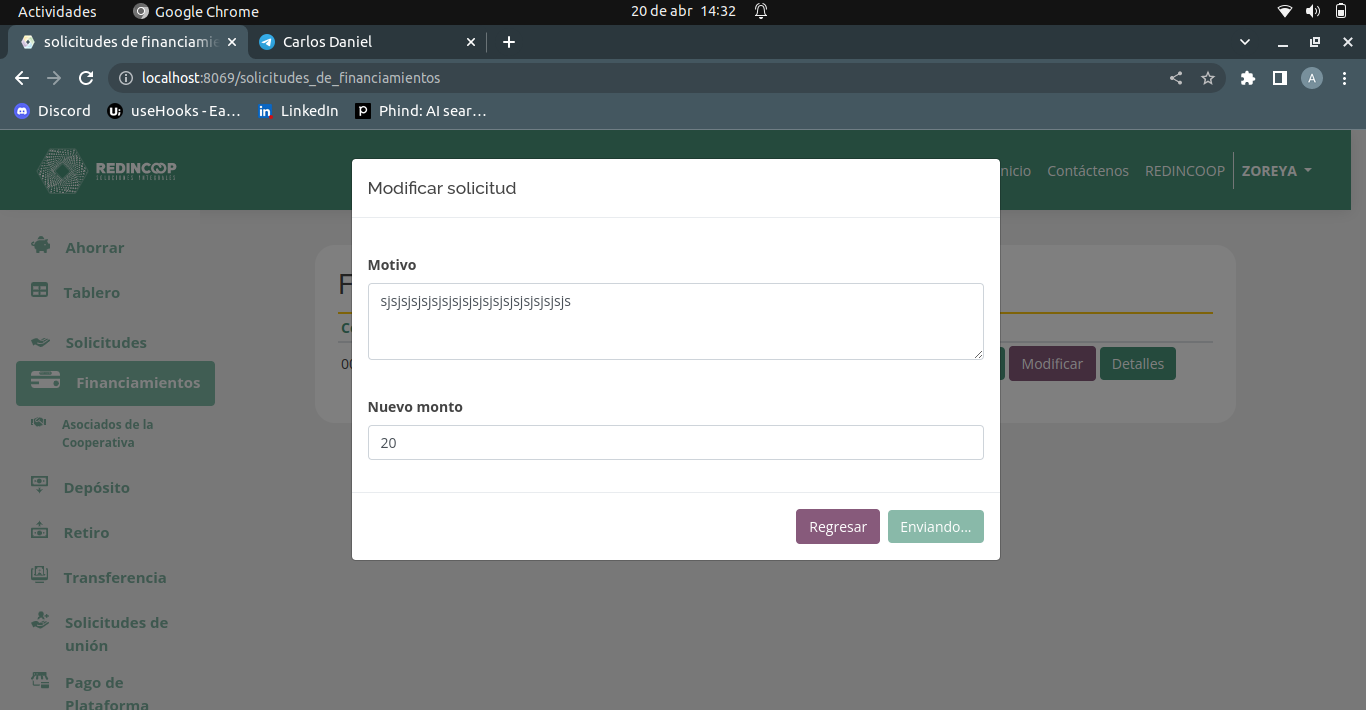 Actividades
Google Chrome
20 de abr 14:32
solicitudes de financiamie
Carlos Daniel
localhost:8069/solicitudes_de_financiamientos
A
Discord
useHooks - Ea...
LinkedIn
Phind: AI sear...
REDINCOOP
SOLUCIONES INTEGRALES
nicio
Contáctenos
REDINCOOP
ZOREYA
Ahorrar
Tablero
Solicitudes
Financiamientos
Asociados de la
Cooperativa
Depósito
Retiro
Transferencia
Solicitudes de
unión
Pago de
Plataforma
F
Modificar
Detalles
Modificar solicitud
Motivo
sjsjsjsjsjsjsjsjsjsjsjsjsjsjsjsjsjsjs
Nuevo monto
20
Regresar
Enviando...